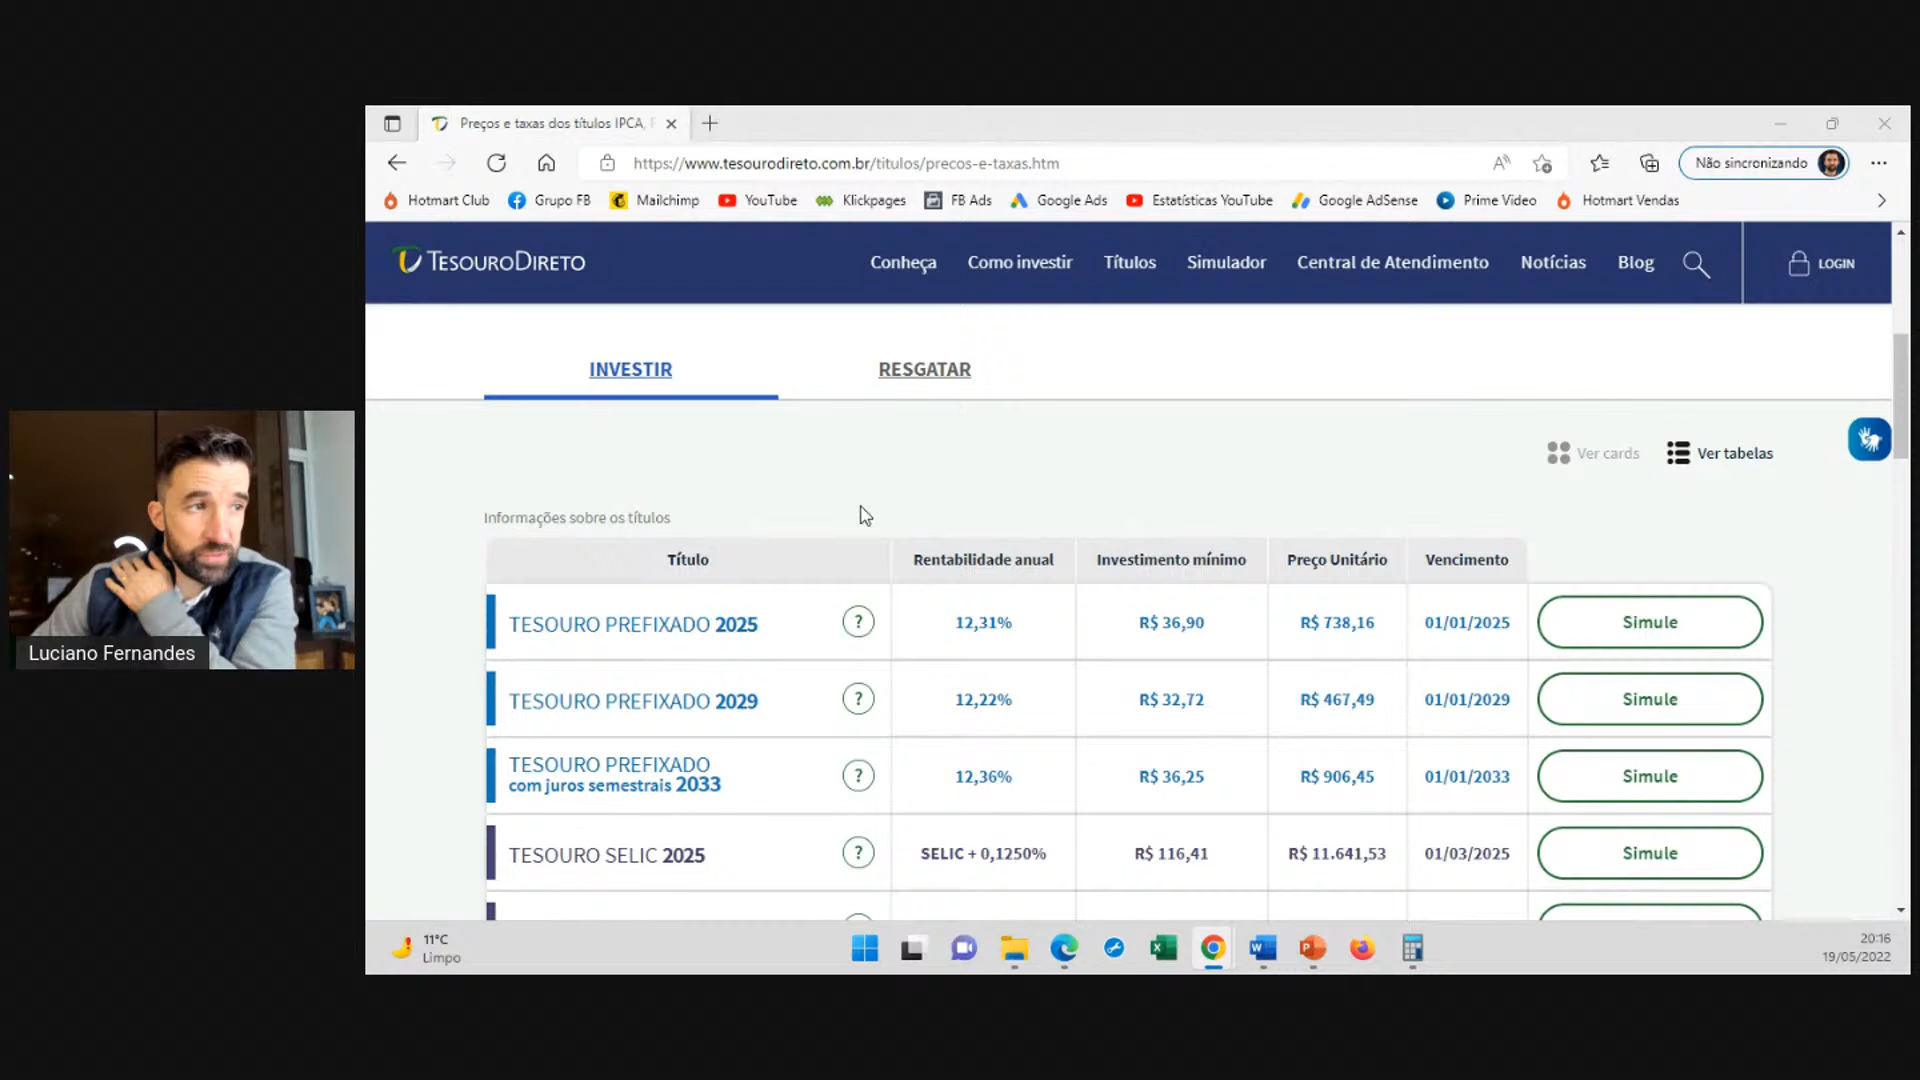 Preços e taxas dos títulos IPCA,
https://www.tesourodireto.com.br/titulos/precos-e-taxas.htm
Não sincronizando
Hotmart Club Grupo FB Mailchimp YouTube Klickpages FB Ads Google Ads Estatísticas YouTube Google AdSense Prime Video Hotmart Vendas
TESOURODIRETO Conheça Como investir Títulos Simulador Central de Atendimento Notícias Blog LOGIN
INVESTIR RESGATAR
Ver cards Ver tabelas
Informações sobre os títulos
Título Rentabilidade anual Investimento mínimo Preço Unitário Vencimento
TESOURO PREFIXADO 2025 ? 12,31% R$ 36,90 R$ 738,16 01/01/2025 Simule
TESOURO PREFIXADO 2029 ? 12,22% R$ 32,72 R$ 467,49 01/01/2029 Simule
TESOURO PREFIXADO
com juros semestrais 2033 ? 12,36% R$ 36,25 R$ 906,45 01/01/2033 Simule
TESOURO SELIC 2025 ? SELIC + 0,1250% R$ 116,41 R$ 11.641,53 01/03/2025 Simule
Luciano Fernandes
11°C
Limpo
20:16
19/05/2022